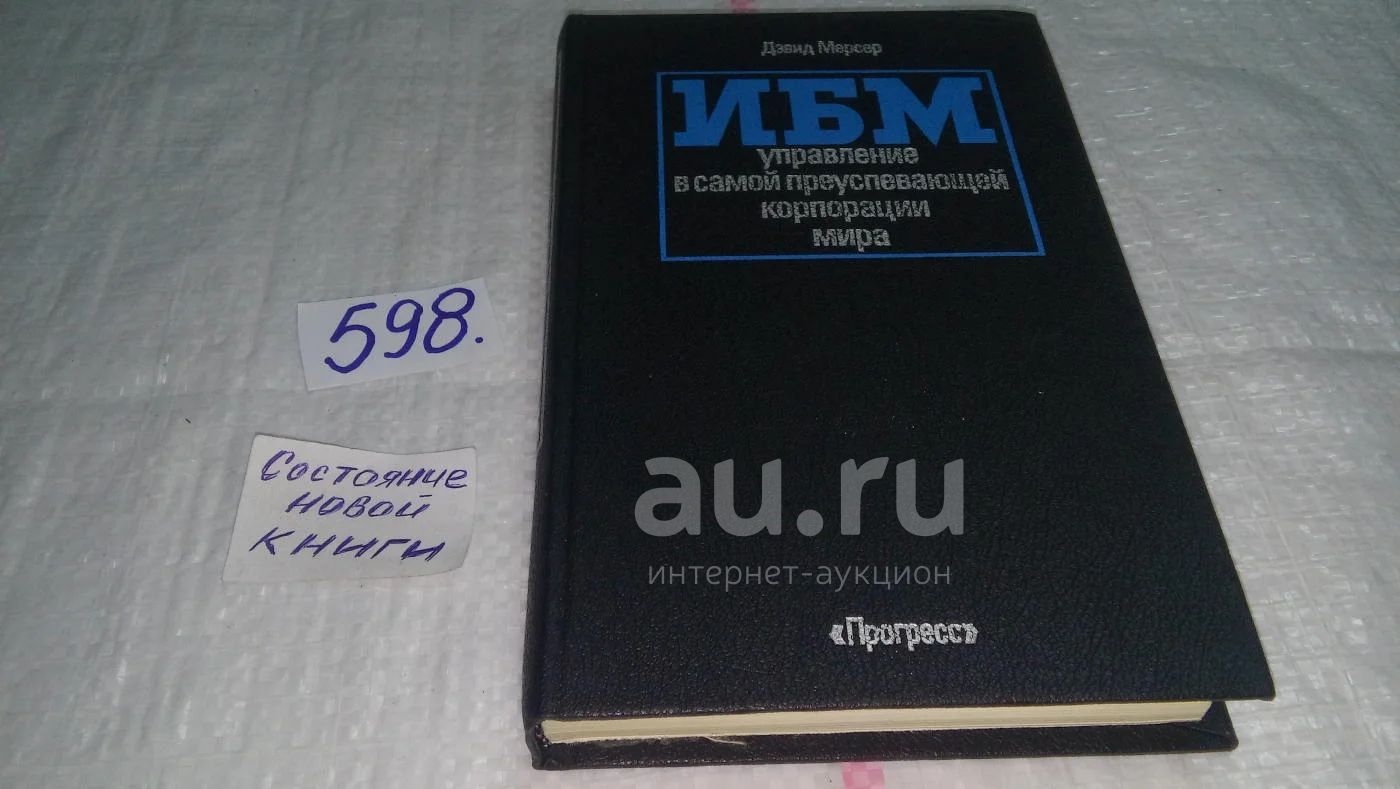 Дэвид Мерсер
ИБМ
управление
в самой преуспевающей
корпорации
мира
598.
Состояние
новой
книги
au.ru
интернет-аукцион
«Прогресс»